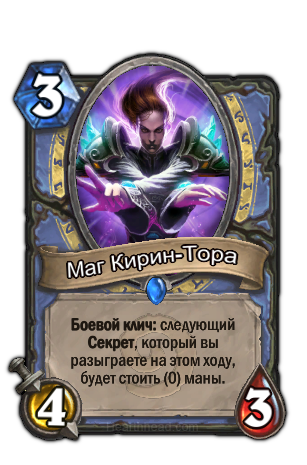 3
Маг Кирин-Тора
Боевой клич: следующий
Секрет, который вы
разыграете на этом ходу,
будет стоить (0) маны.
4
3